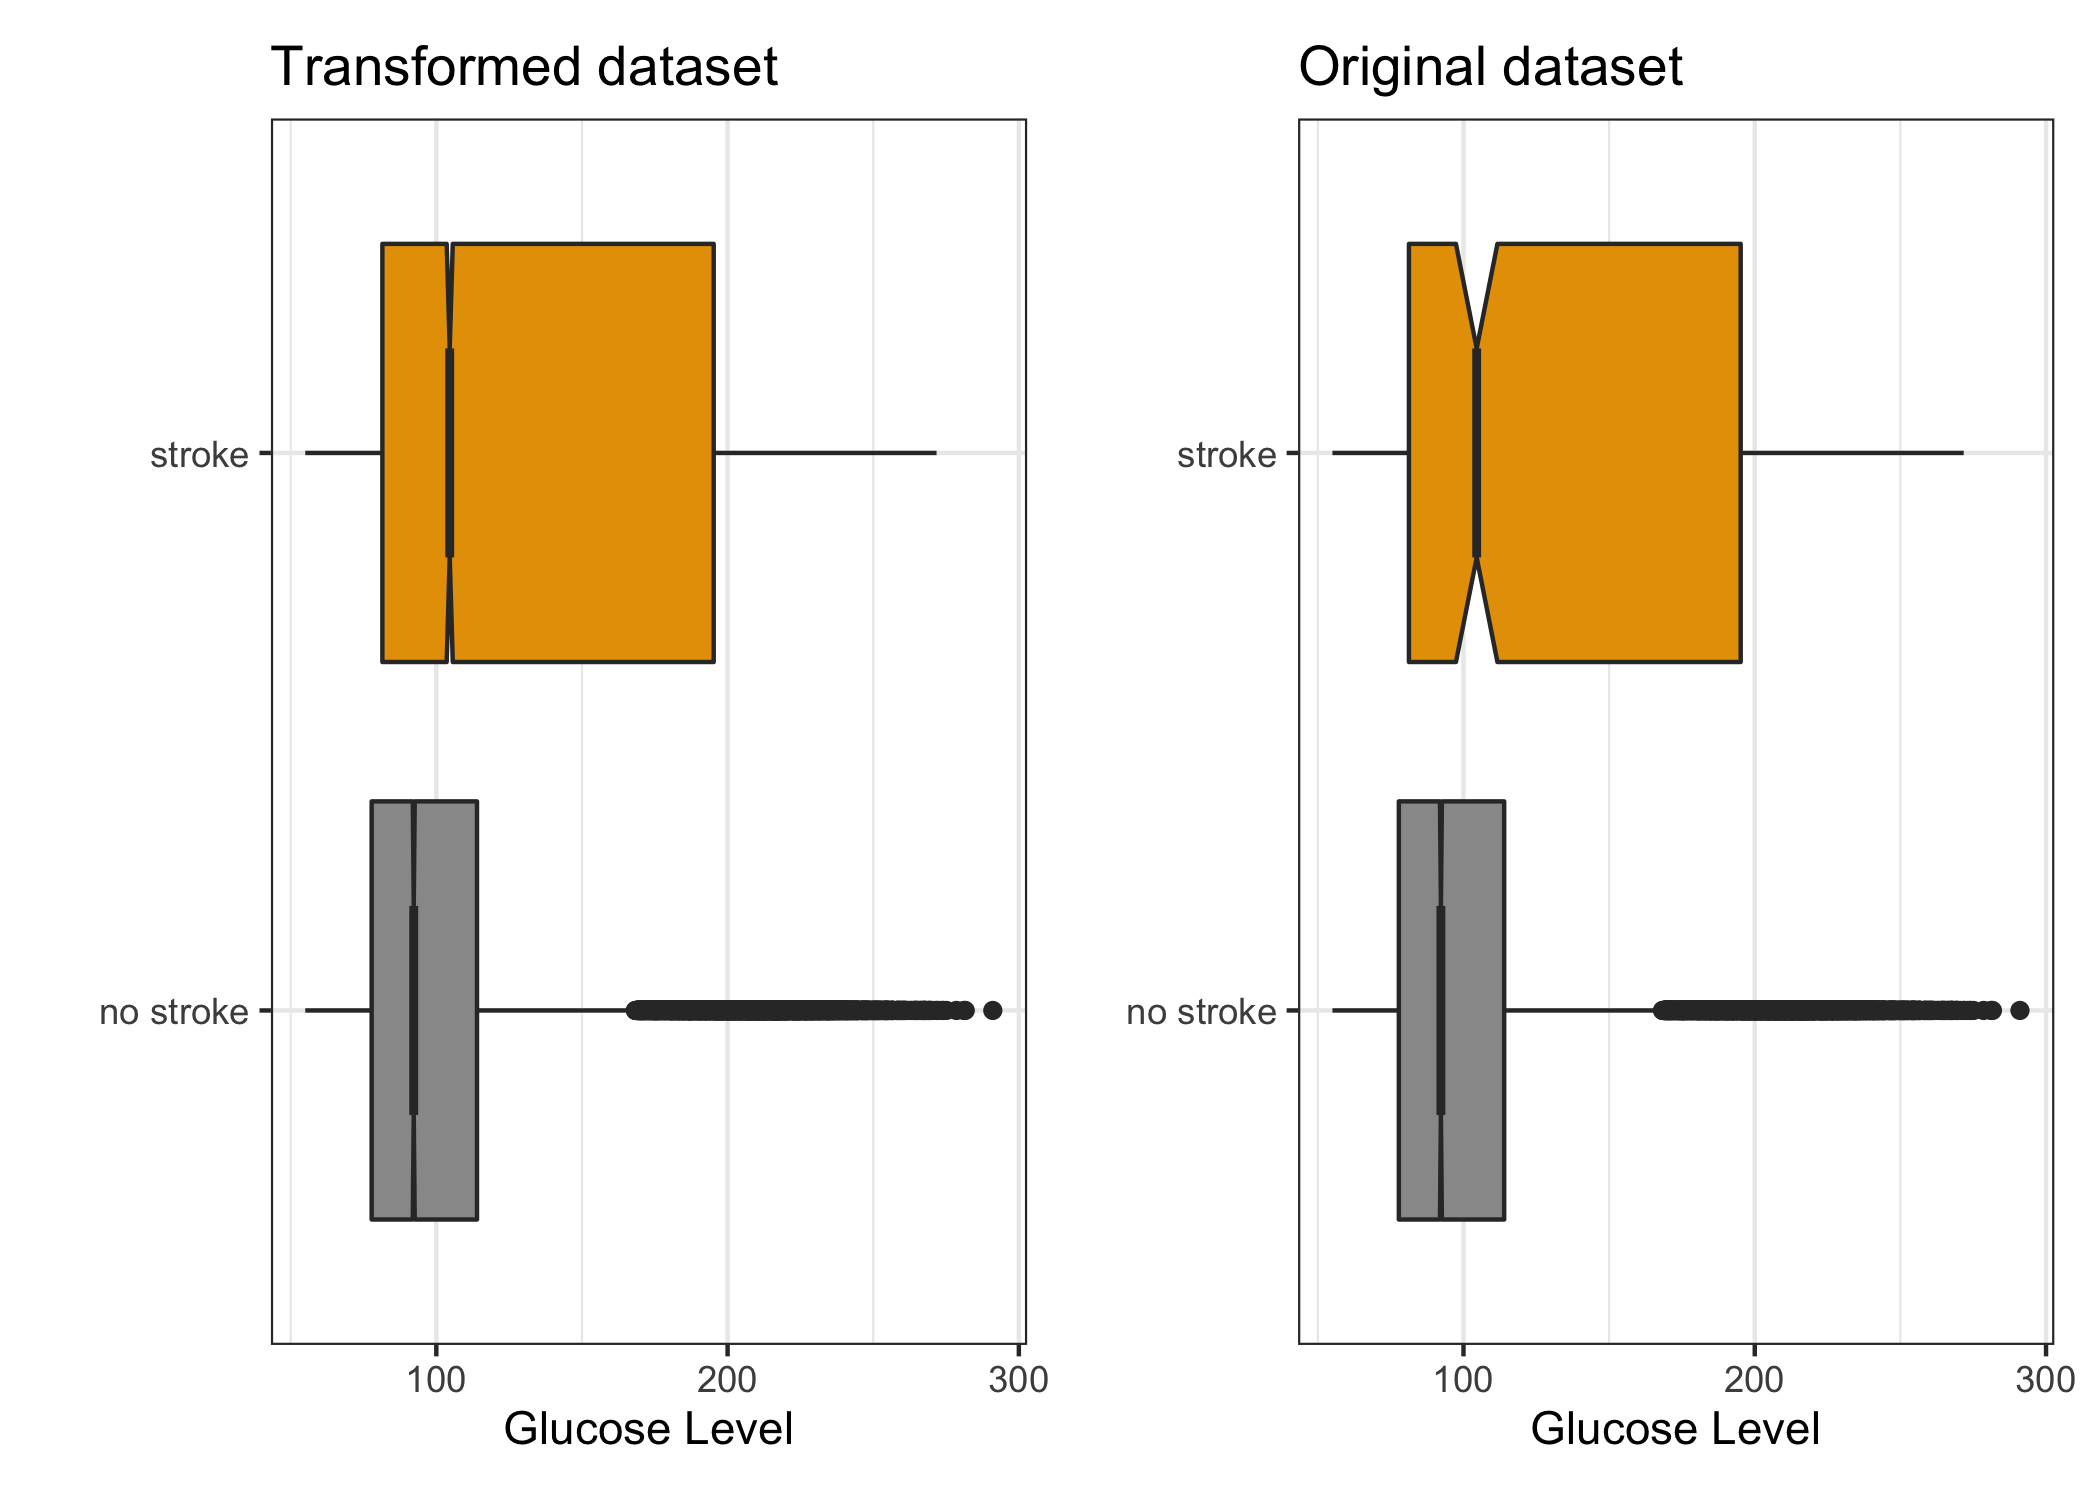 Transformed dataset
stroke
no stroke
100 200 300
Glucose Level
Original dataset
stroke
no stroke
100 200 300
Glucose Level